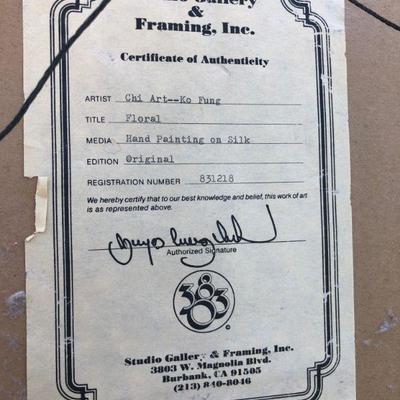 Gallery
&
Framing, Inc.
Certificate of Authenticity
ARTIST Chi Art--Ko Fung
TITLE Floral
MEDIA Hand Painting on Silk
EDITION Original
REGISTRATION NUMBER 831218
We hereby certify that to our best knowledge and belief, this work of art
is as represented above.
Authorized Signature
Studio Gallery & Framing, Inc.
3803 W. Magnolia Blvd.
Burbank, CA 91505
(213) 840-8046